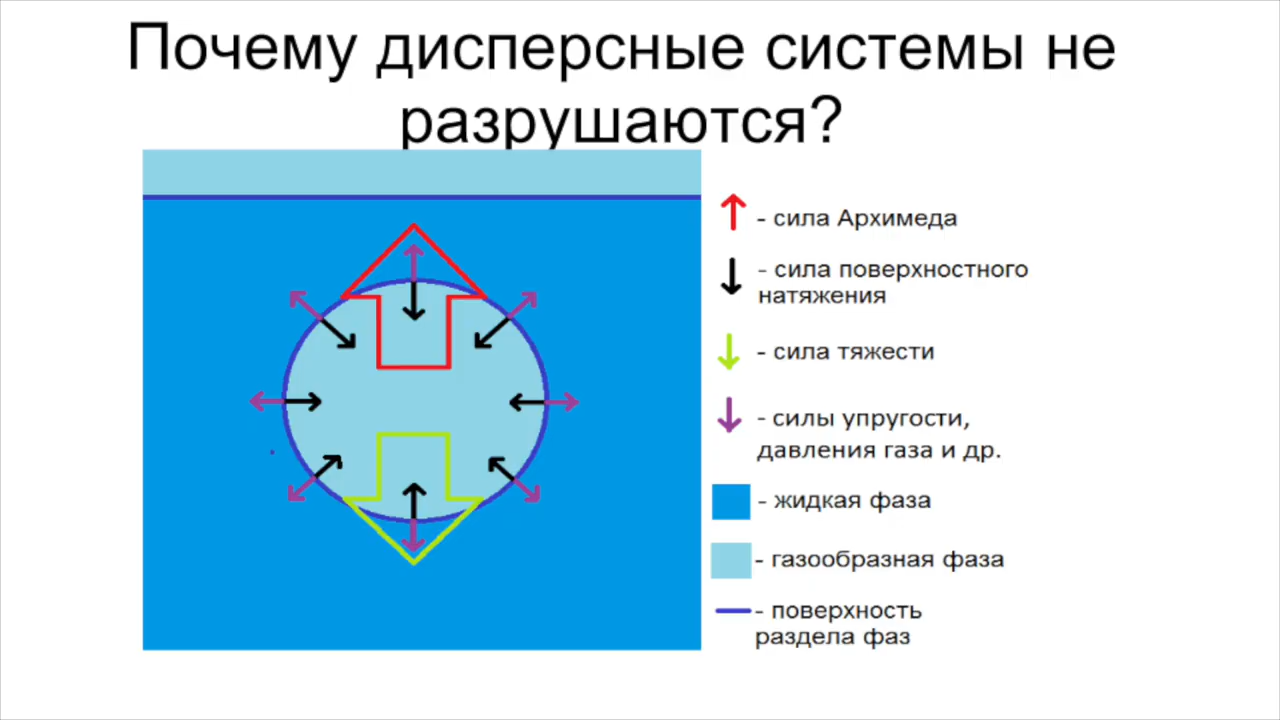 Почему дисперсные системы не
разрушаются?
- сила Архимеда
- сила поверхностного
натяжения
- сила тяжести
- силы упругости,
давления газа и др.
- жидкая фаза
- газообразная фаза
- поверхность
раздела фаз